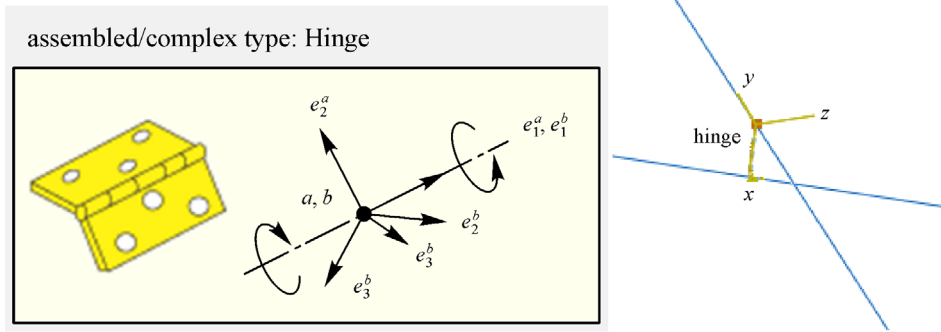 assembled/complex type: Hinge
e₂ᵃ
e₁ᵃ, e₁ᵇ
a, b
e₂ᵇ
e₃ᵇ
e₃ᵇ
y
z
hinge
x